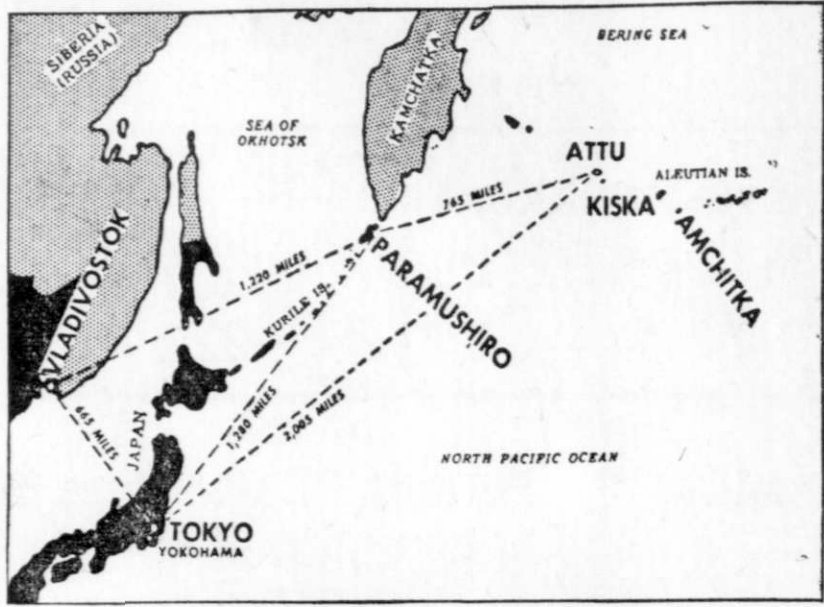 SIBERIA
(RUSSIA)
BERING SEA
KAMCHATKA
SEA OF
OKHOTSK
ATTU
ALEUTIAN IS.
KISKA
AMCHITKA
765 MILES
PARAMUSHIRO
1,220 MILES
VLADIVOSTOK
KURILE IS.
665 MILES
JAPAN
1,280 MILES
2,005 MILES
NORTH PACIFIC OCEAN
TOKYO
YOKOHAMA